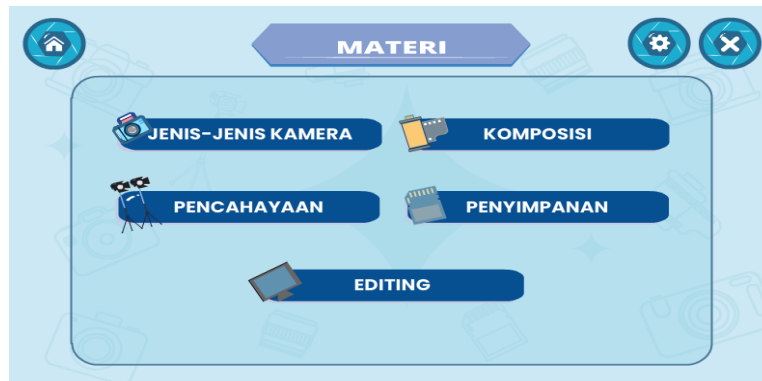 MATERI
JENIS-JENIS KAMERA
KOMPOSISI
PENCAHAYAAN
PENYIMPANAN
EDITING